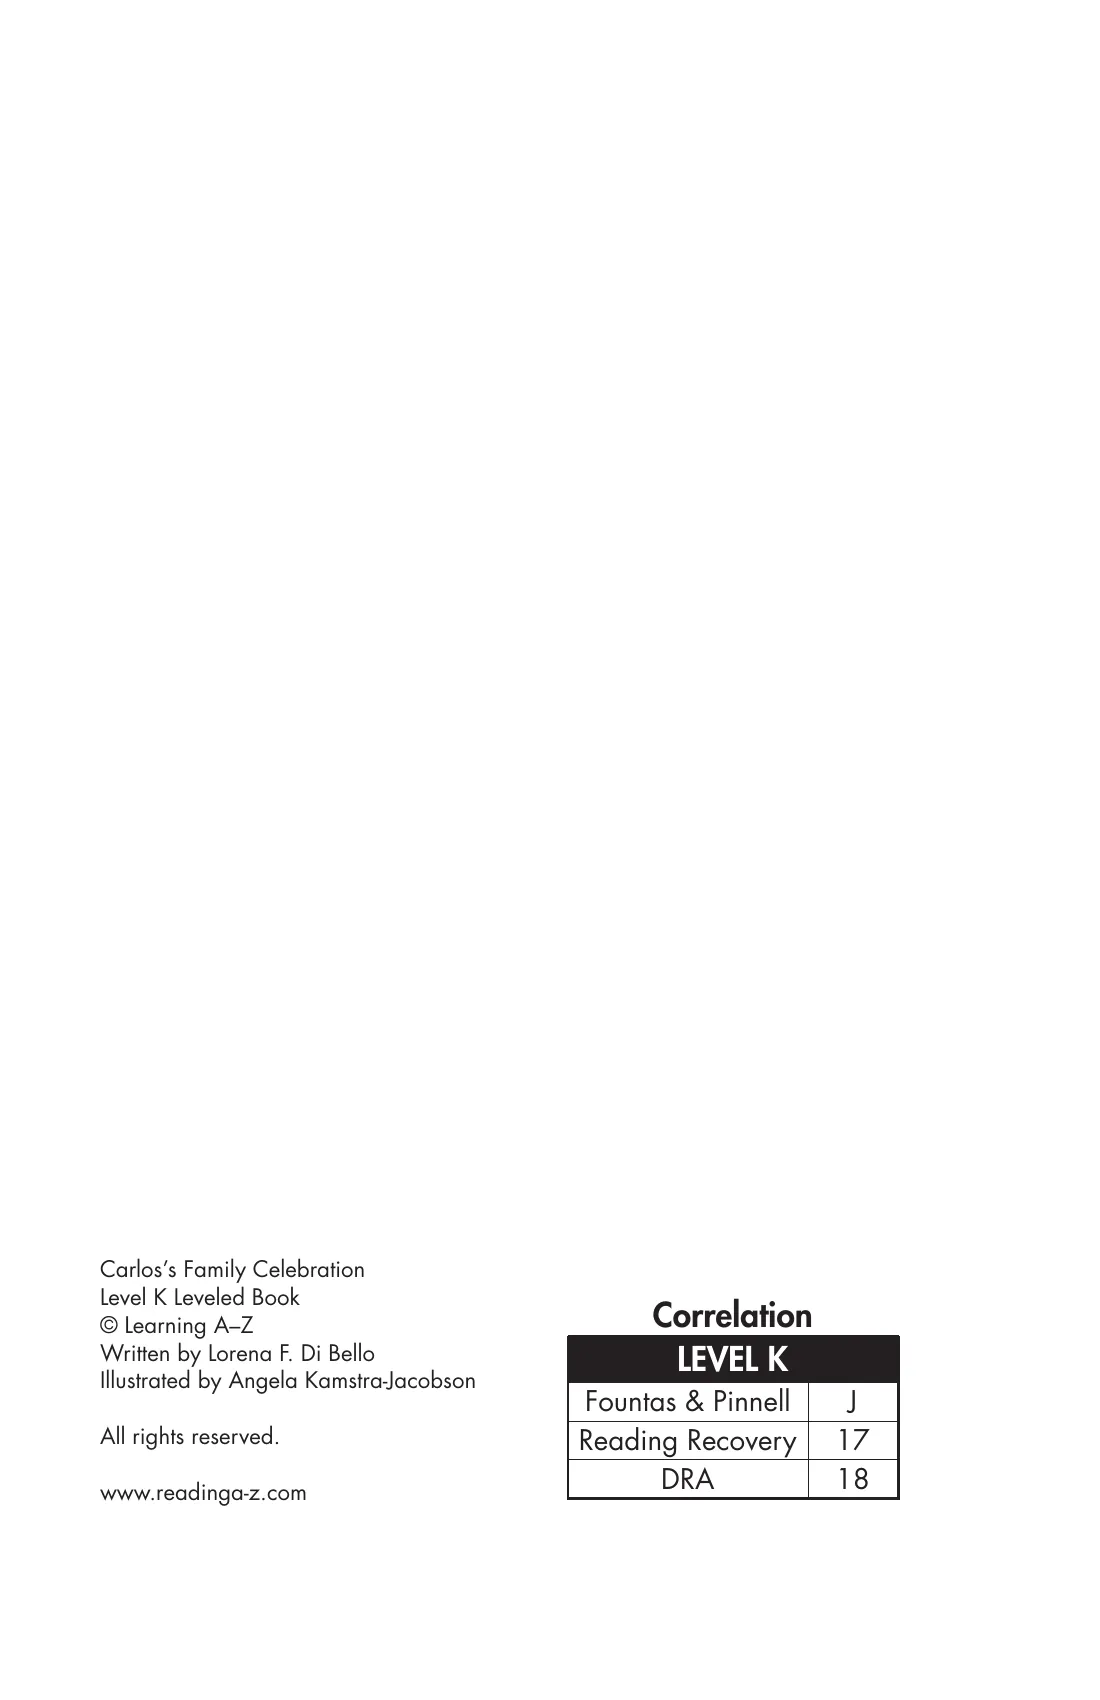 Carlos’s Family Celebration
Level K Leveled Book
© Learning A–Z
Written by Lorena F. Di Bello
Illustrated by Angela Kamstra-Jacobson
All rights reserved.
www.readinga-z.com
Correlation
LEVEL K
Fountas & Pinnell J
Reading Recovery 17
DRA 18